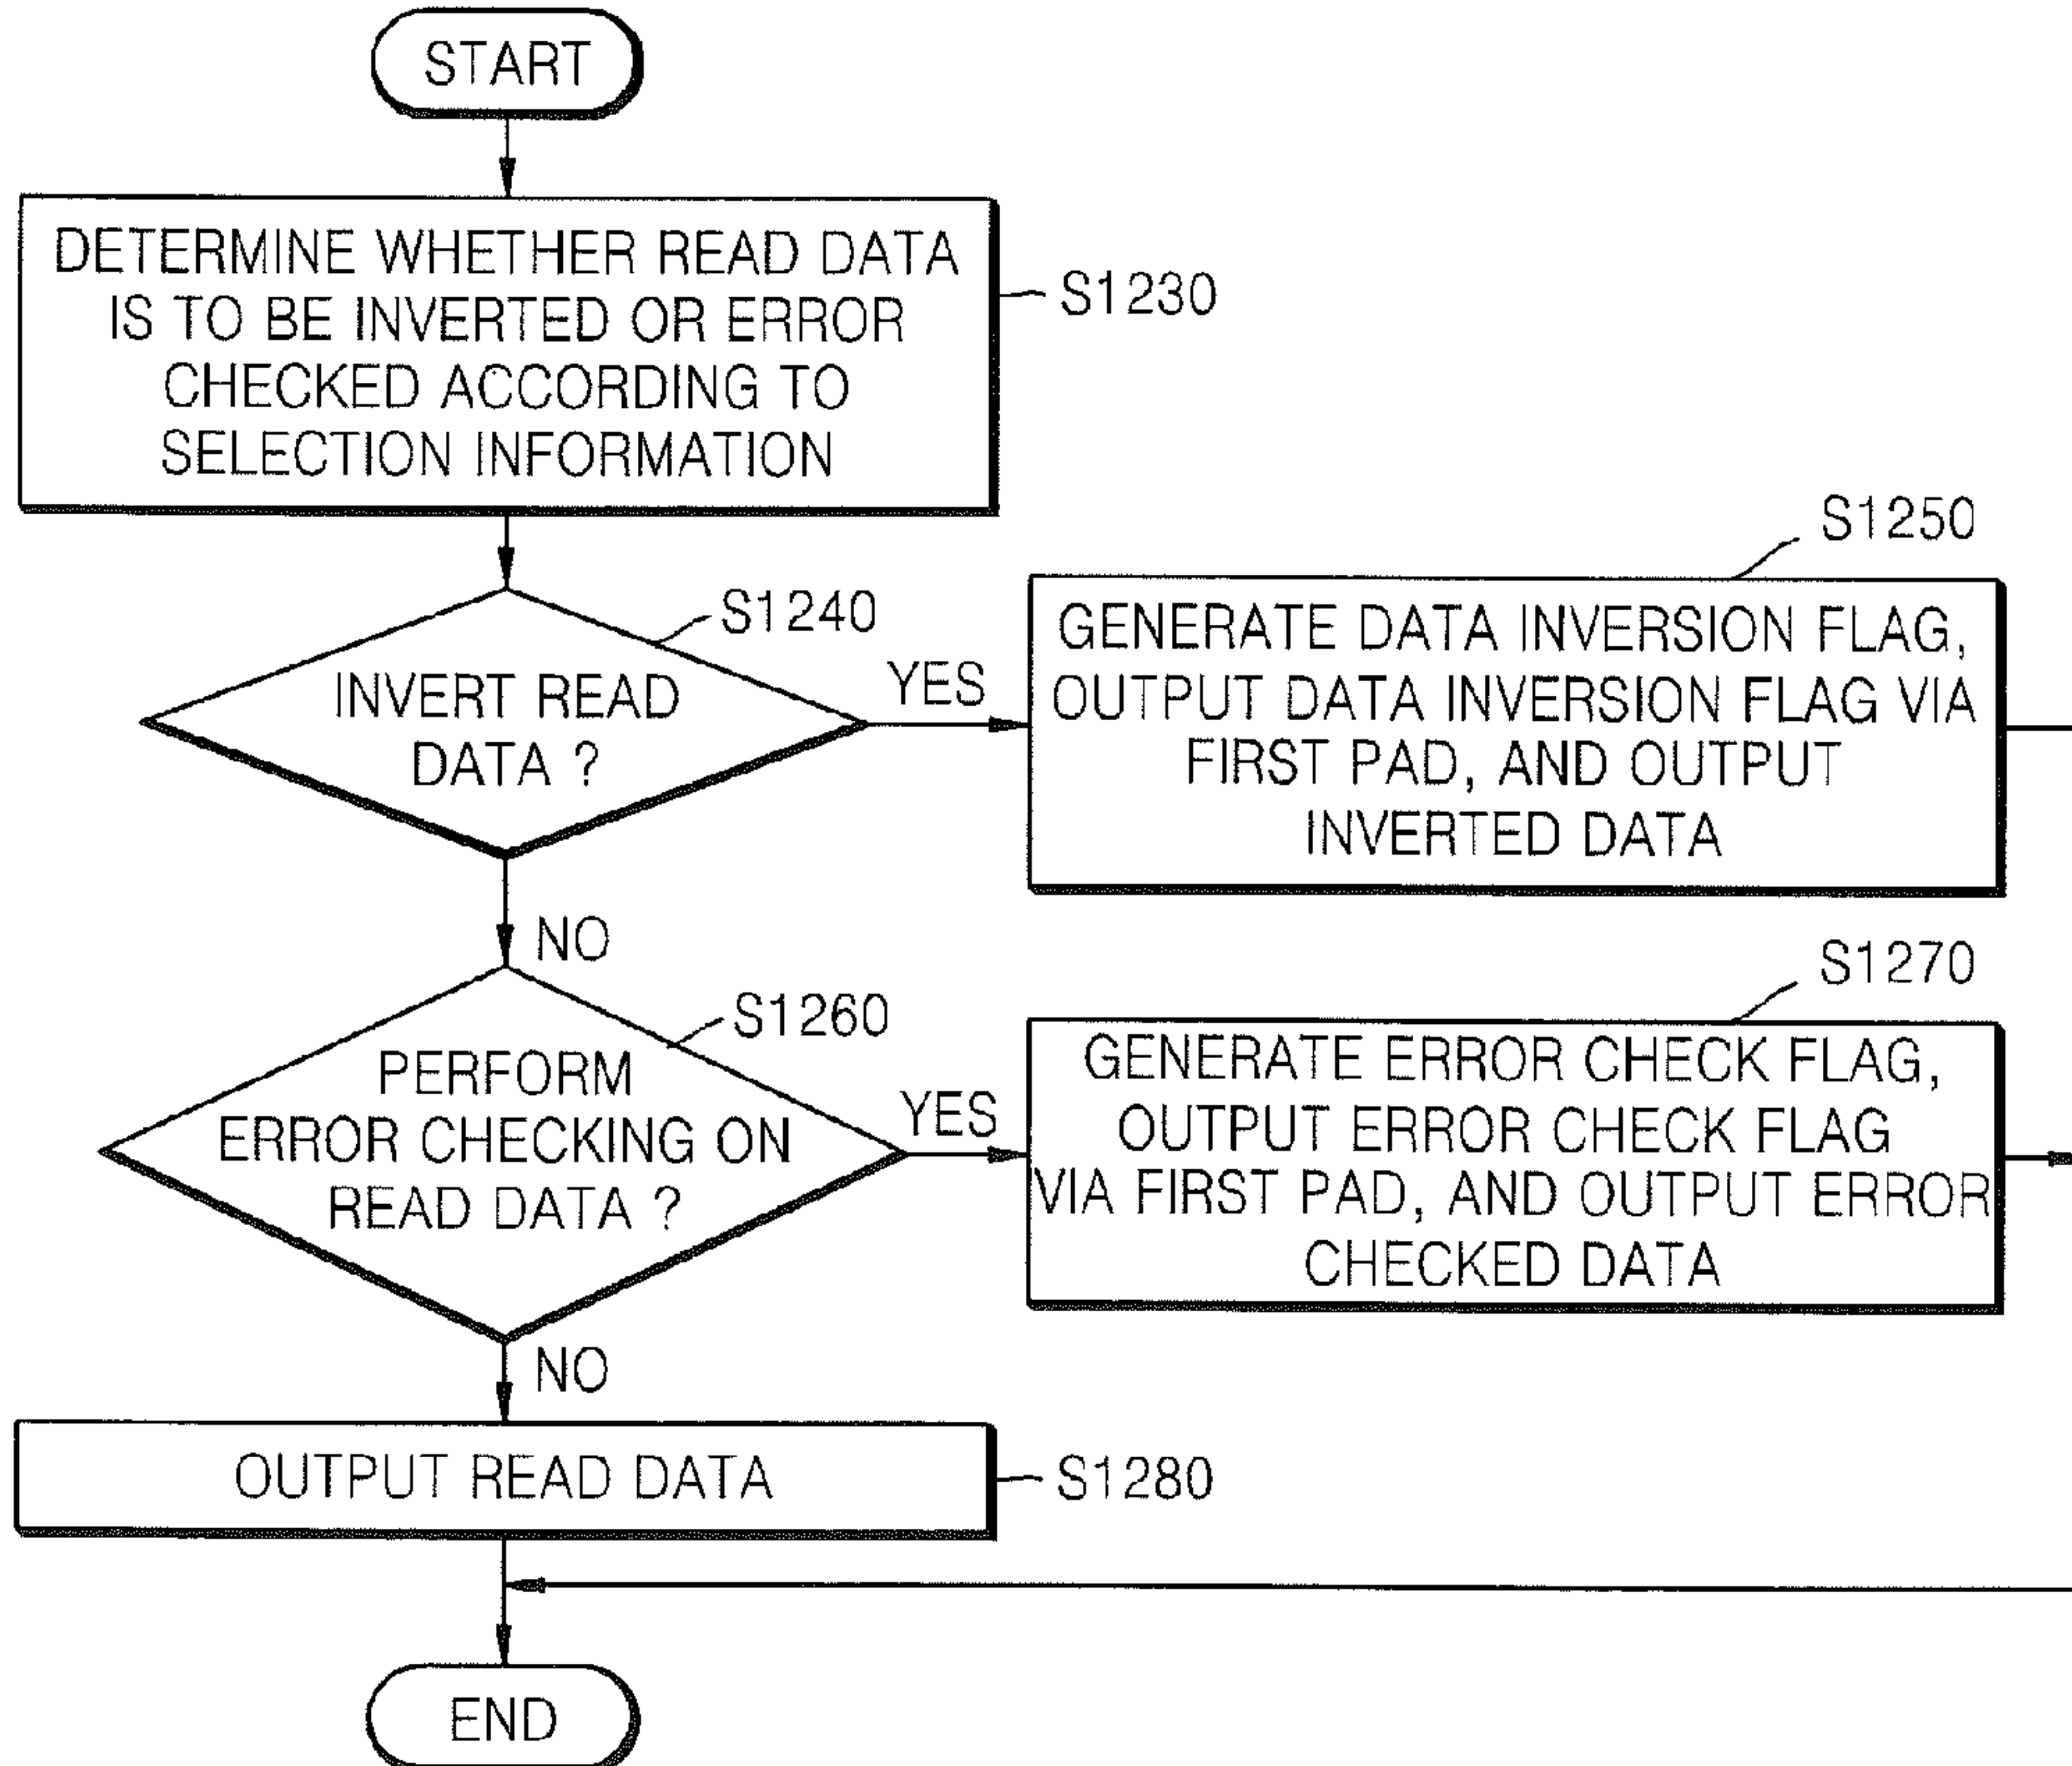 START
DETERMINE WHETHER READ DATA
IS TO BE INVERTED OR ERROR
CHECKED ACCORDING TO
SELECTION INFORMATION
S1230
S1240
INVERT READ
DATA ?
YES
S1250
GENERATE DATA INVERSION FLAG,
OUTPUT DATA INVERSION FLAG VIA
FIRST PAD, AND OUTPUT
INVERTED DATA
NO
S1260
PERFORM
ERROR CHECKING ON
READ DATA ?
YES
S1270
GENERATE ERROR CHECK FLAG,
OUTPUT ERROR CHECK FLAG
VIA FIRST PAD, AND OUTPUT ERROR
CHECKED DATA
NO
OUTPUT READ DATA
S1280
END